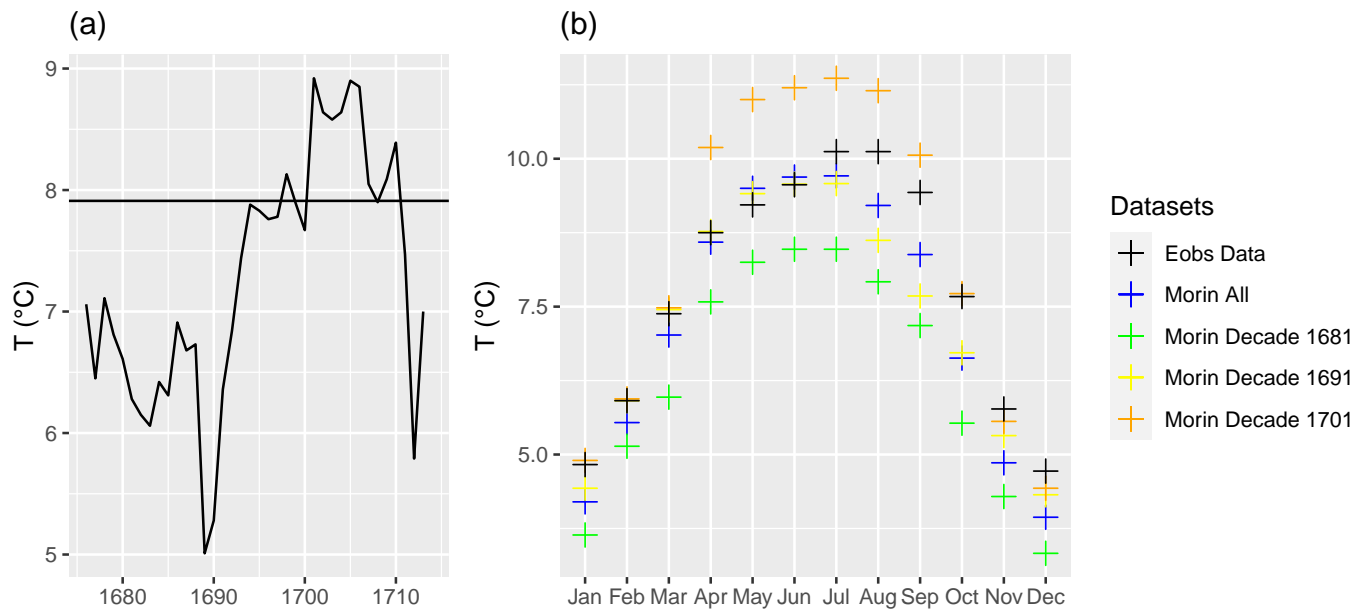 (a)
T (°C)
9
8
7
6
5
1680 1690 1700 1710
(b)
T (°C)
10.0
7.5
5.0
Jan Feb Mar Apr May Jun Jul Aug Sep Oct Nov Dec
Datasets
Eobs Data
Morin All
Morin Decade 1681
Morin Decade 1691
Morin Decade 1701